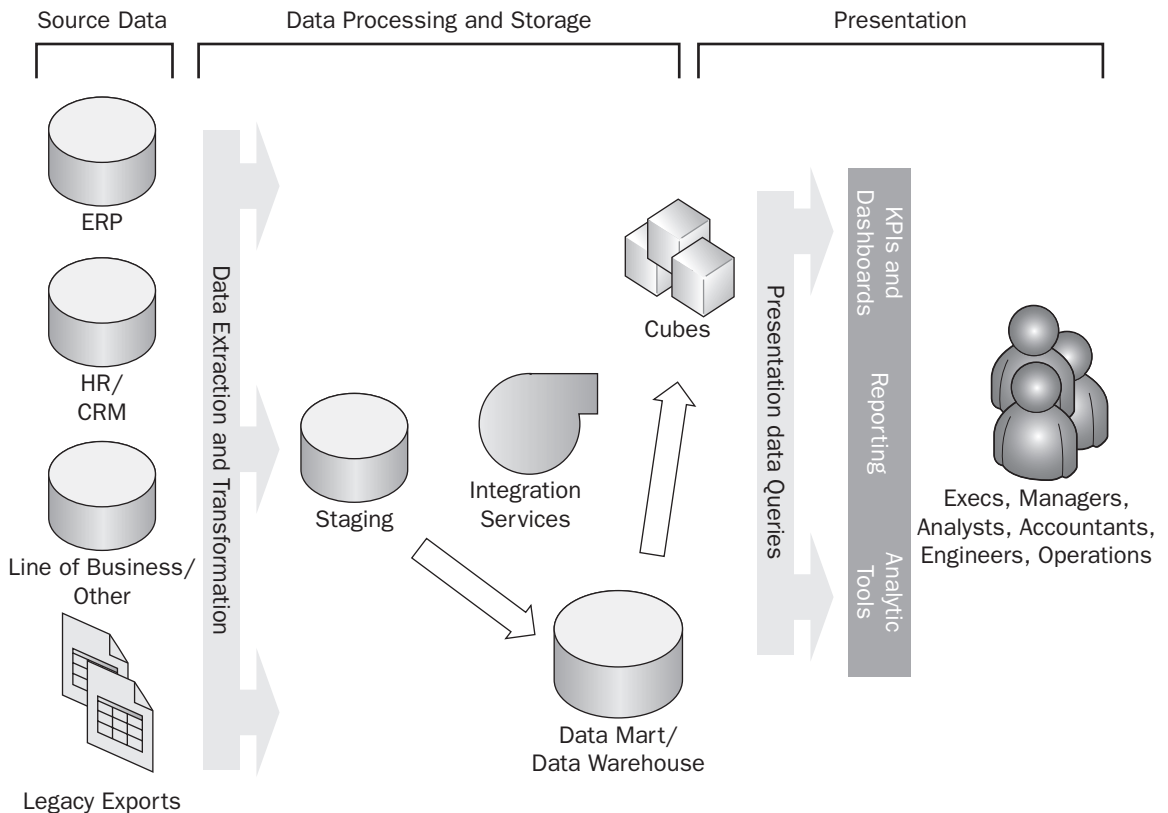 Source Data
Data Processing and Storage
Presentation
ERP
HR/
CRM
Line of Business/
Other
Legacy Exports
Data Extraction and Transformation
Staging
Integration
Services
Data Mart/
Data Warehouse
Cubes
Presentation data Queries
KPIs and
Dashboards
Reporting
Analytic
Tools
Execs, Managers,
Analysts, Accountants,
Engineers, Operations